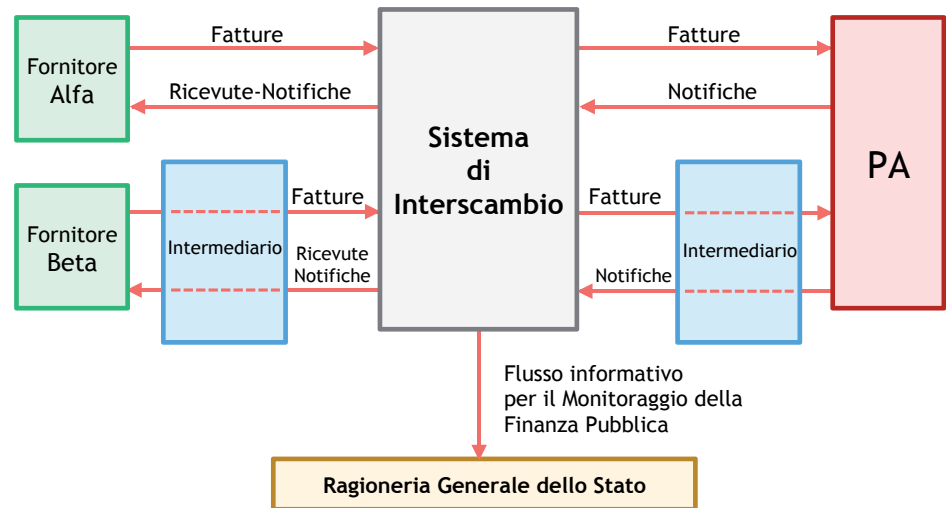 Fatture
Fatture
Fornitore
Alfa
Ricevute-Notifiche
Notifiche
Sistema
di
Interscambio
PA
Fatture
Fatture
Fornitore
Beta
Intermediario
Ricevute
Notifiche
Notifiche
Intermediario
Flusso informativo
per il Monitoraggio della
Finanza Pubblica
Ragioneria Generale dello Stato